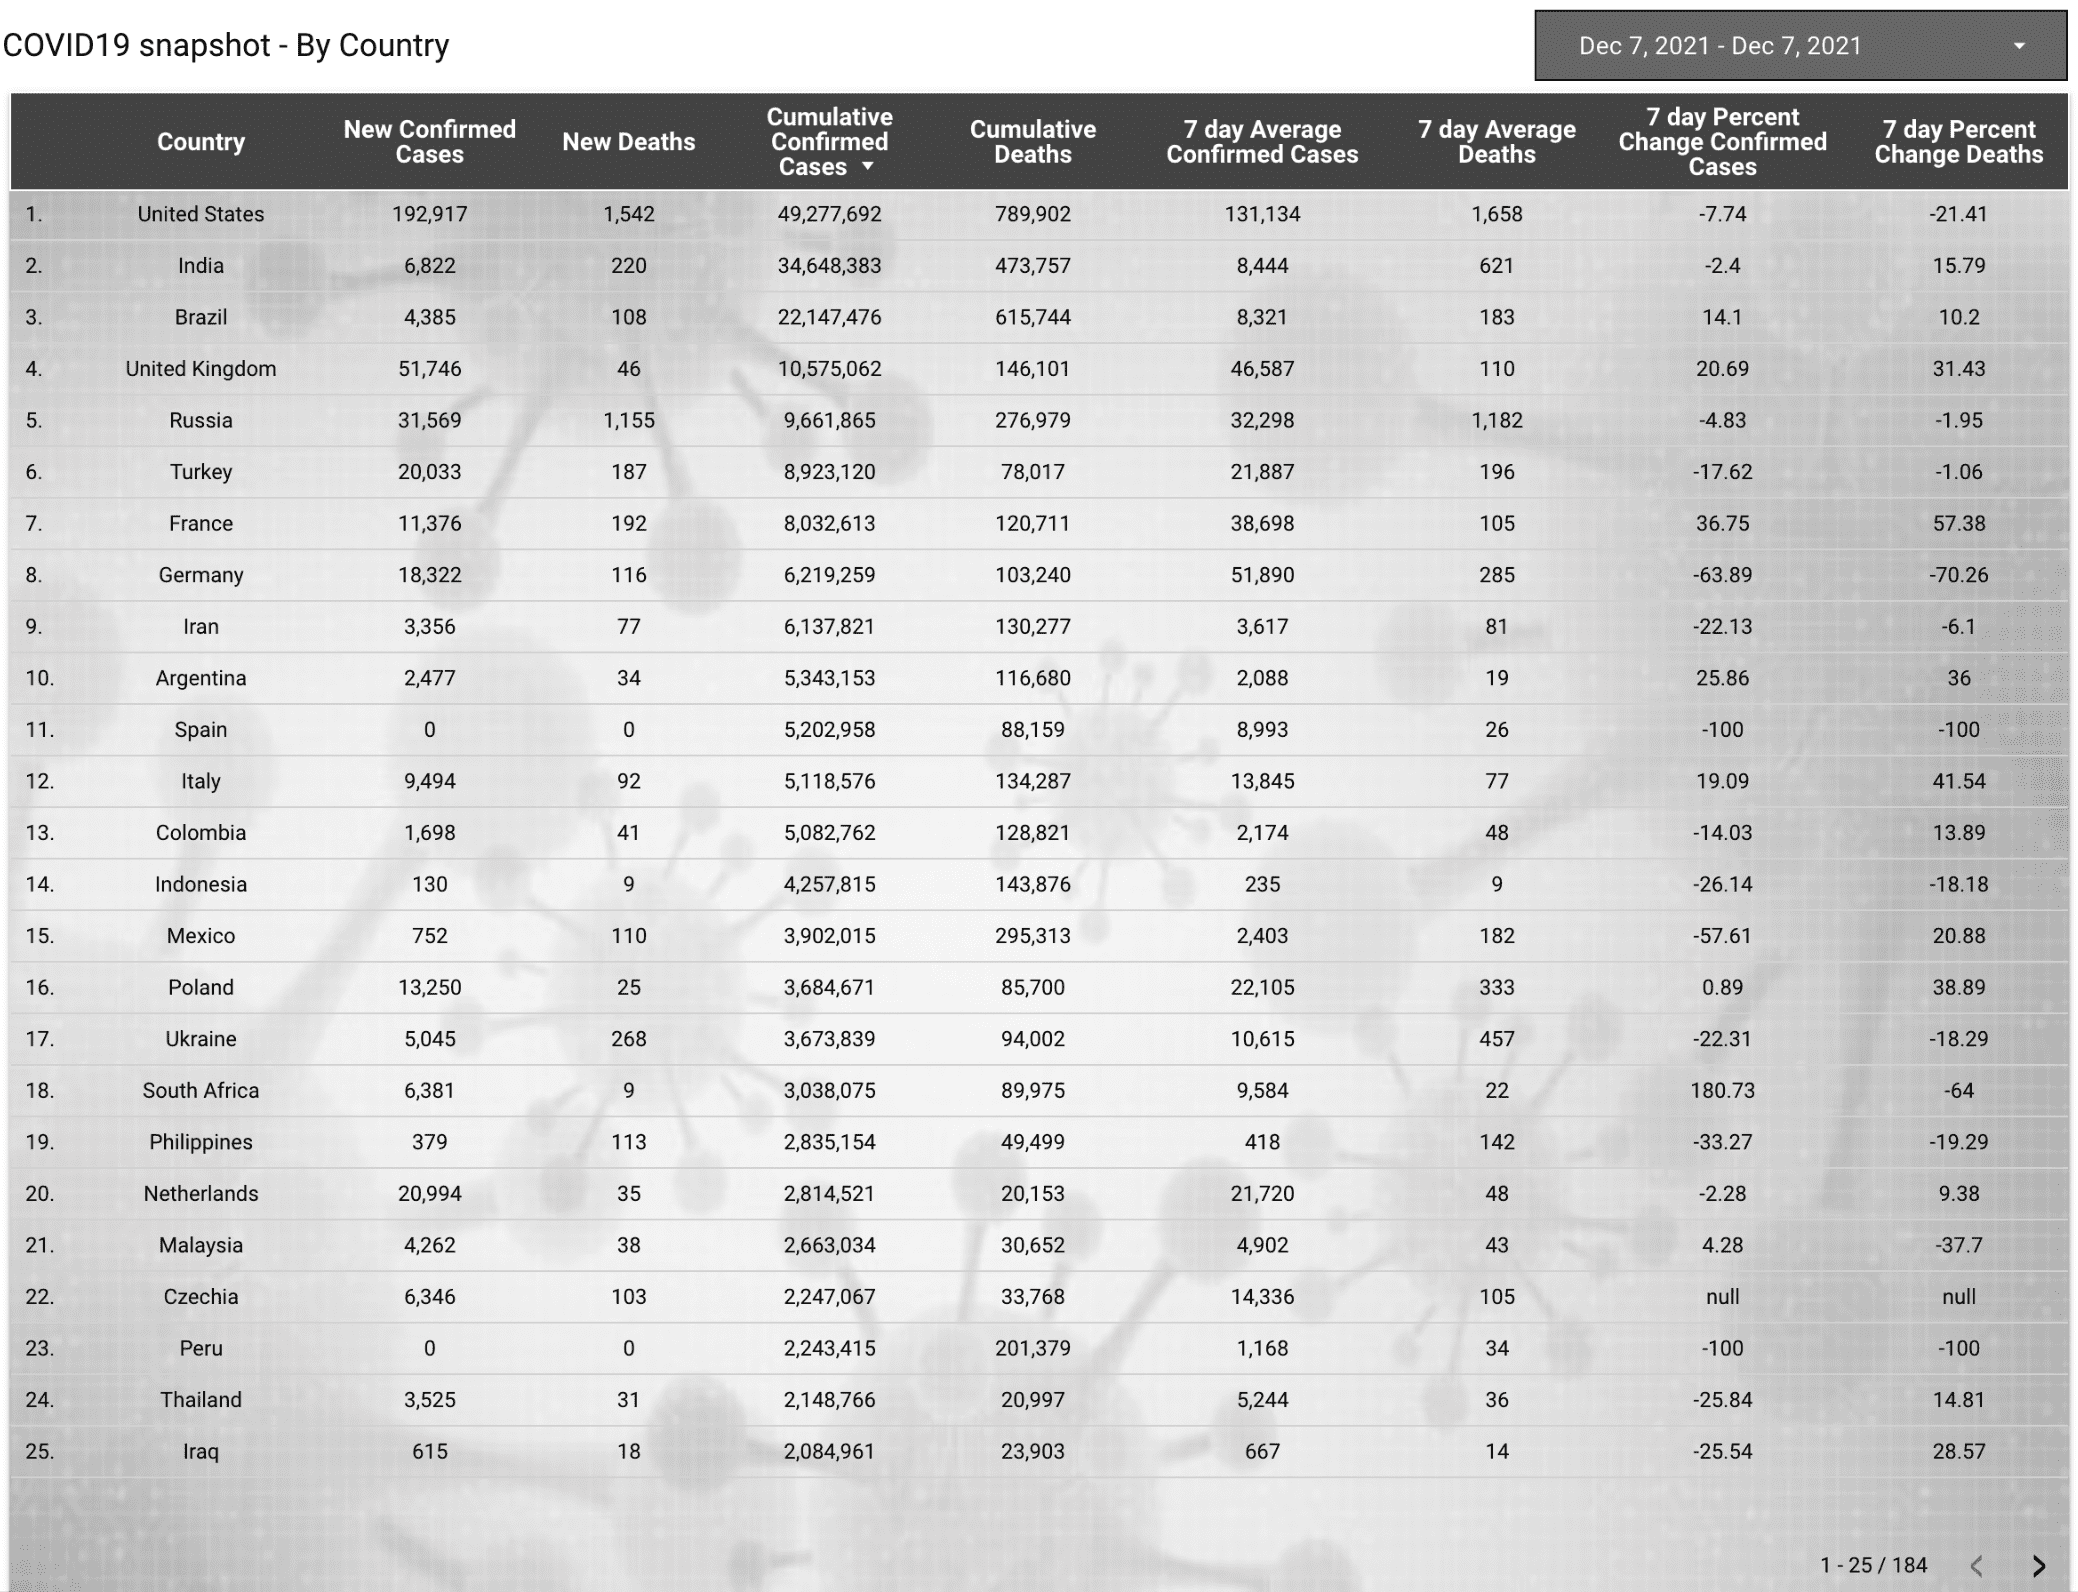 COVID19 snapshot - By Country
Dec 7, 2021 - Dec 7, 2021
Country New Confirmed Cases New Deaths Cumulative Confirmed Cases Cumulative Deaths 7 day Average Confirmed Cases 7 day Average Deaths 7 day Percent Change Confirmed Cases 7 day Percent Change Deaths
1. United States 192,917 1,542 49,277,692 789,902 131,134 1,658 -7.74 -21.41
2. India 6,822 220 34,648,383 473,757 8,444 621 -2.4 15.79
3. Brazil 4,385 108 22,147,476 615,744 8,321 183 14.1 10.2
4. United Kingdom 51,746 46 10,575,062 146,101 46,587 110 20.69 31.43
5. Russia 31,569 1,155 9,661,865 276,979 32,298 1,182 -4.83 -1.95
6. Turkey 20,033 187 8,923,120 78,017 21,887 196 -17.62 -1.06
7. France 11,376 192 8,032,613 120,711 38,698 105 36.75 57.38
8. Germany 18,322 116 6,219,259 103,240 51,890 285 -63.89 -70.26
9. Iran 3,356 77 6,137,821 130,277 3,617 81 -22.13 -6.1
10. Argentina 2,477 34 5,343,153 116,680 2,088 19 25.86 36
11. Spain 0 0 5,202,958 88,159 8,993 26 -100 -100
12. Italy 9,494 92 5,118,576 134,287 13,845 77 19.09 41.54
13. Colombia 1,698 41 5,082,762 128,821 2,174 48 -14.03 13.89
14. Indonesia 130 9 4,257,815 143,876 235 9 -26.14 -18.18
15. Mexico 752 110 3,902,015 295,313 2,403 182 -57.61 20.88
16. Poland 13,250 25 3,684,671 85,700 22,105 333 0.89 38.89
17. Ukraine 5,045 268 3,673,839 94,002 10,615 457 -22.31 -18.29
18. South Africa 6,381 9 3,038,075 89,975 9,584 22 180.73 -64
19. Philippines 379 113 2,835,154 49,499 418 142 -33.27 -19.29
20. Netherlands 20,994 35 2,814,521 20,153 21,720 48 -2.28 9.38
21. Malaysia 4,262 38 2,663,034 30,652 4,902 43 4.28 -37.7
22. Czechia 6,346 103 2,247,067 33,768 14,336 105 null null
23. Peru 0 0 2,243,415 201,379 1,168 34 -100 -100
24. Thailand 3,525 31 2,148,766 20,997 5,244 36 -25.84 14.81
25. Iraq 615 18 2,084,961 23,903 667 14 -25.54 28.57
1 - 25 / 184